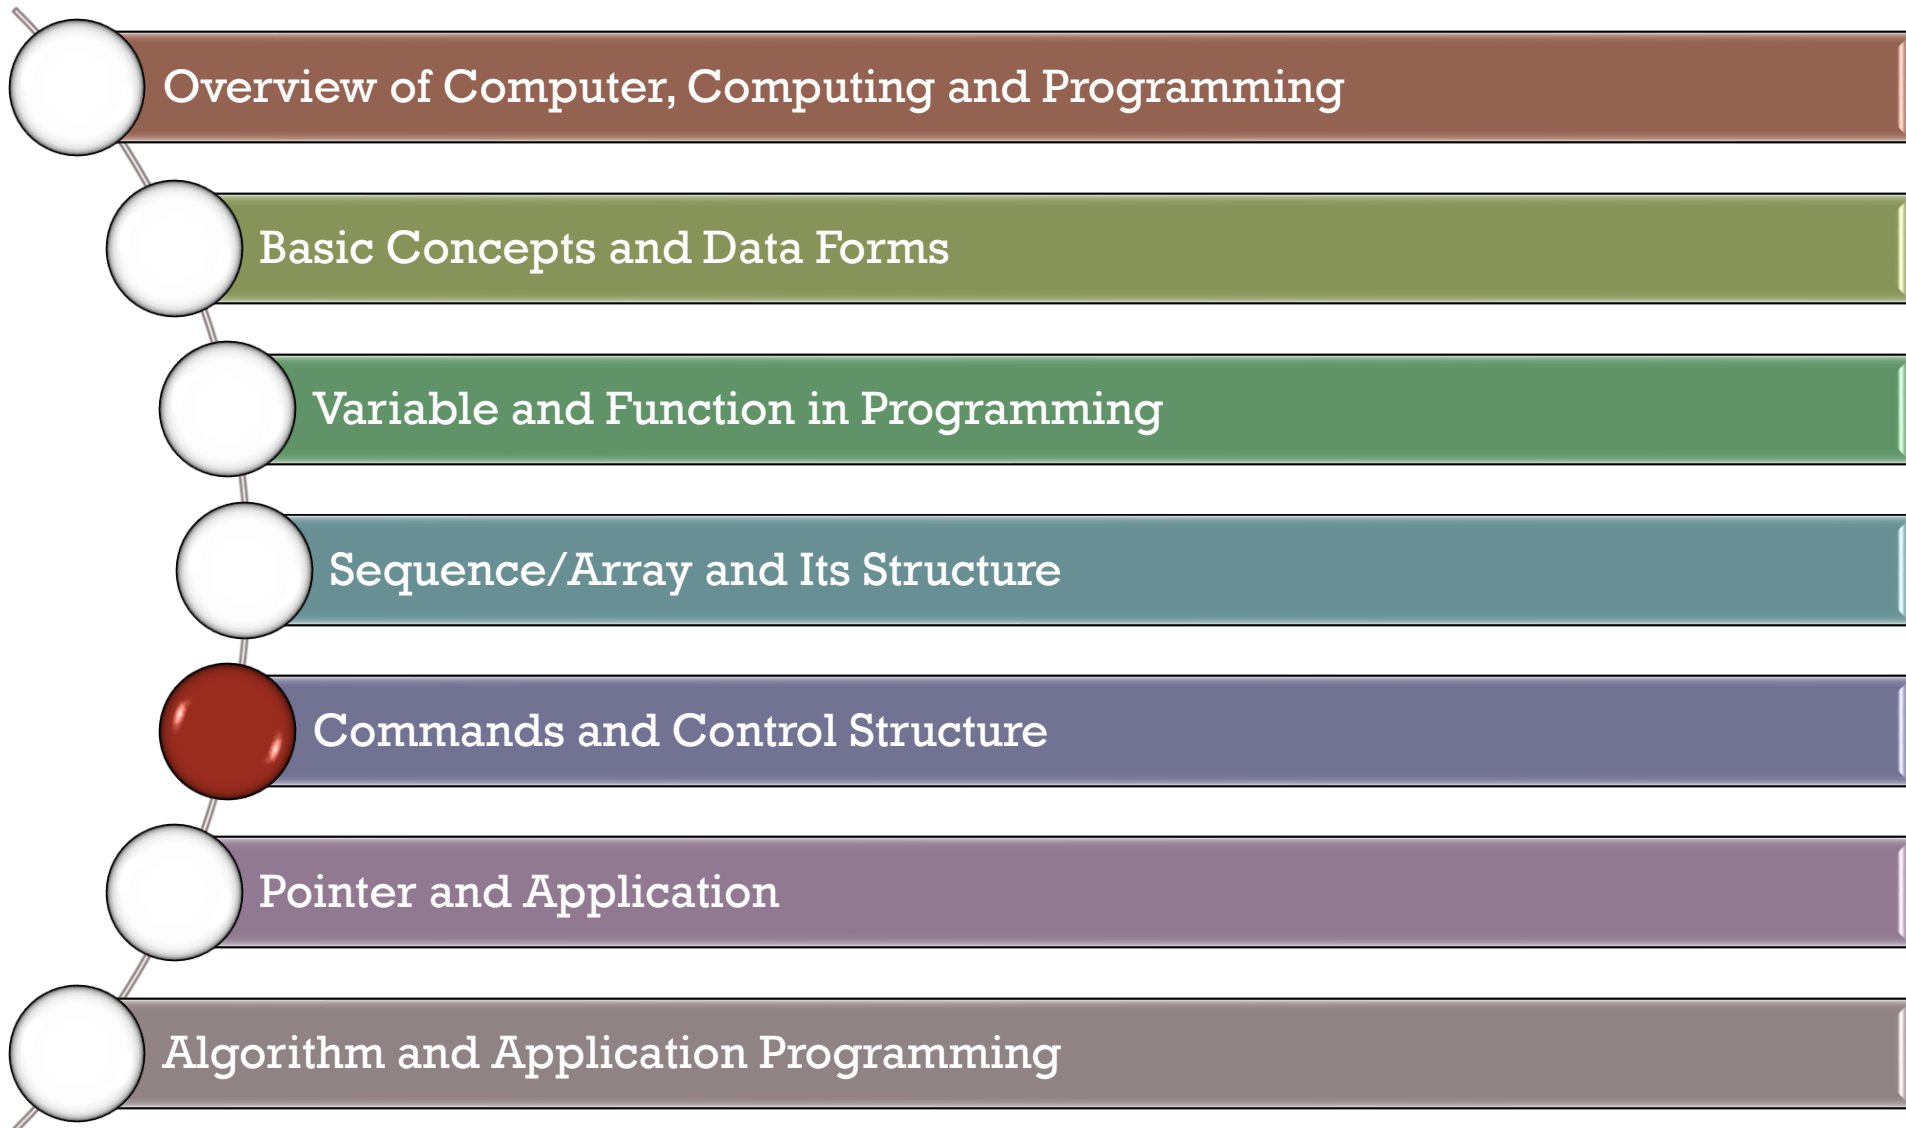 Overview of Computer, Computing and Programming
Basic Concepts and Data Forms
Variable and Function in Programming
Sequence/Array and Its Structure
Commands and Control Structure
Pointer and Application
Algorithm and Application Programming